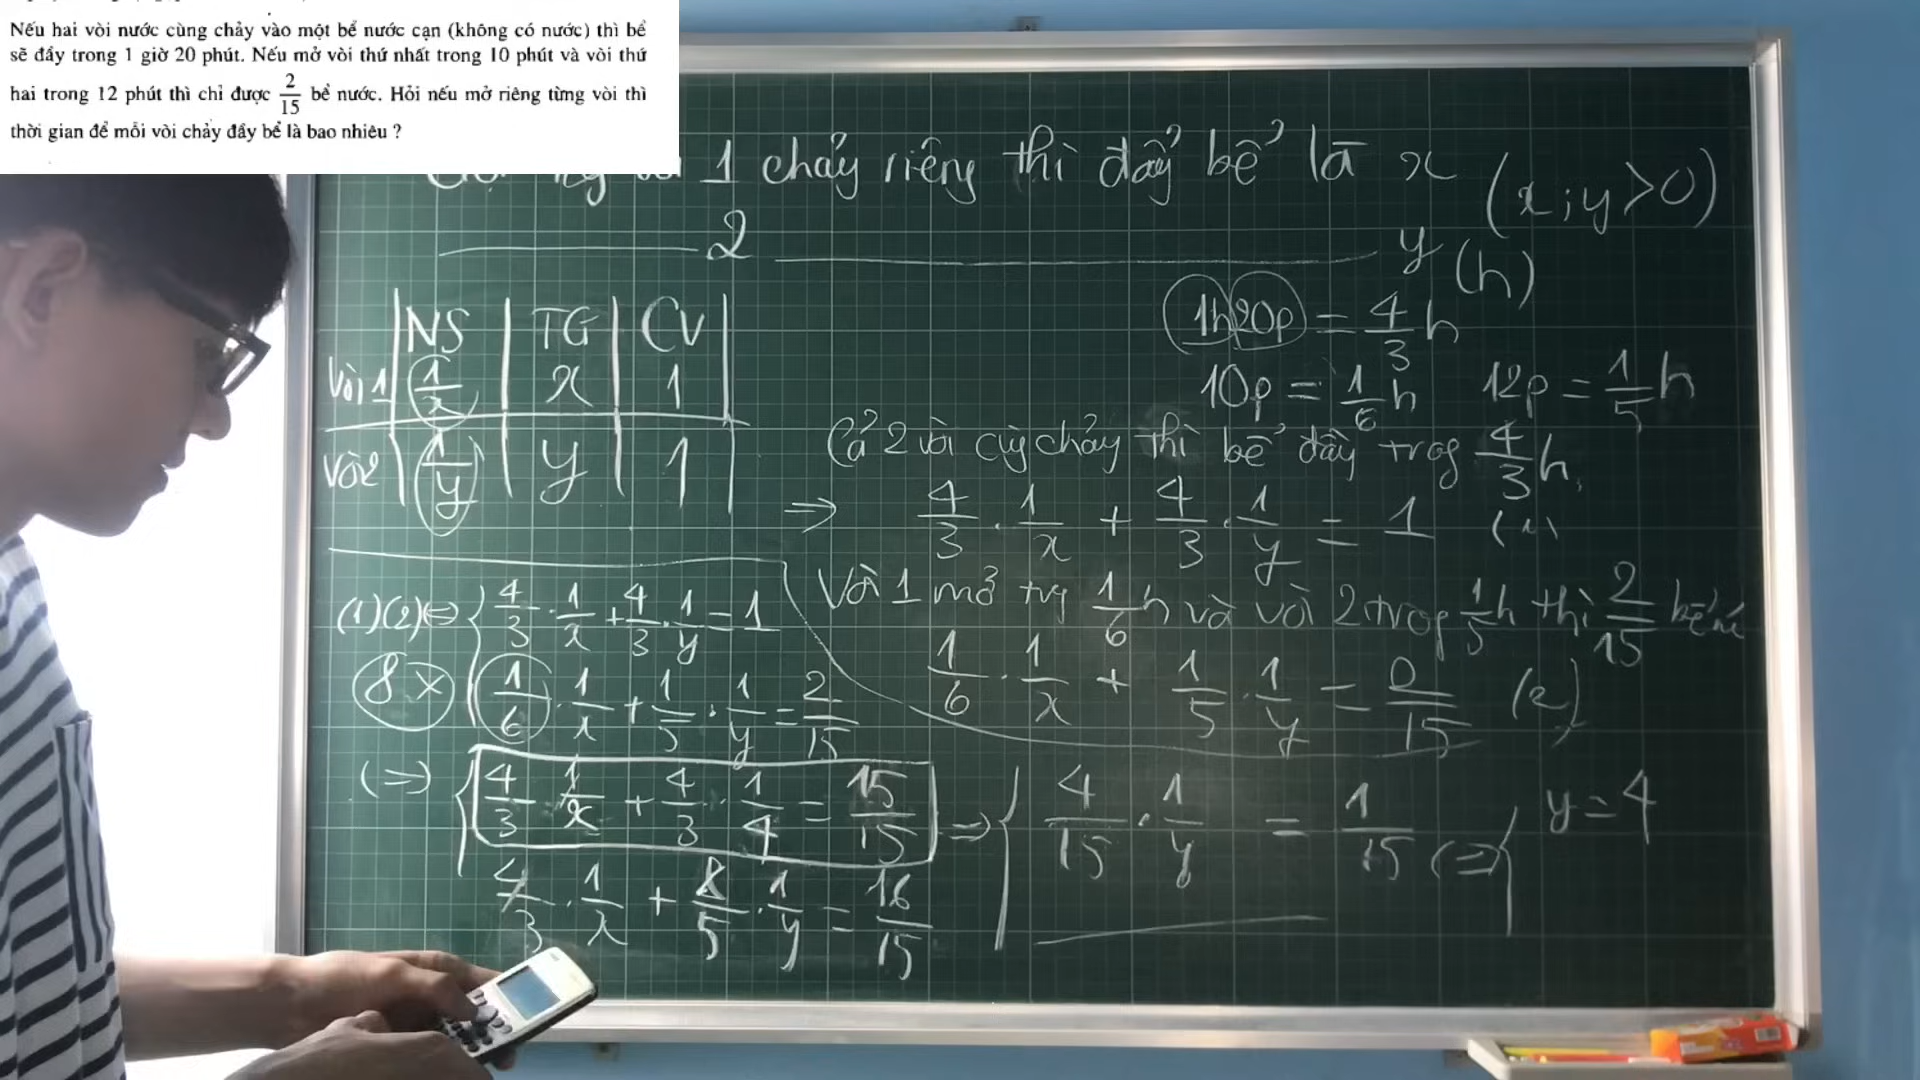 Nếu hai vòi nước cùng chảy vào một bể nước cạn (không có nước) thì bể
sẽ đầy trong 1 giờ 20 phút. Nếu mở vòi thứ nhất trong 10 phút và vòi thứ
hai trong 12 phút thì chỉ được 2/15 bể nước. Hỏi nếu mở riêng từng vòi thì
thời gian để mỗi vòi chảy đầy bể là bao nhiêu ?
1 chảy riêng thì đầy bể là x (x;y>0)
2 y (h)
NS TG CV
Vòi 1 1/x x 1
Vòi 2 1/y y 1
1h20p = 4/3 h
10p = 1/6 h 12p = 1/5 h
Cả 2 vòi cùg chảy thì bể đầy trog 4/3 h
=> 4/3 . 1/x + 4/3 . 1/y = 1 (1)
Vòi 1 mở trg 1/6 h và vòi 2 trog 1/5 h thì 2/15 bể
1/6 . 1/x + 1/5 . 1/y = 2/15 (2)
(1)(2) <=> 4/3 . 1/x + 4/3 . 1/y = 1
8 x 1/6 . 1/x + 1/5 . 1/y = 2/15
(=>) 4/3 1/x + 4/3 . 1/4 = 15/15
4/3 . 1/x + 8/5 . 1/y = 16/15
=> 4/15 . 1/y = 1/15 (=> y = 4